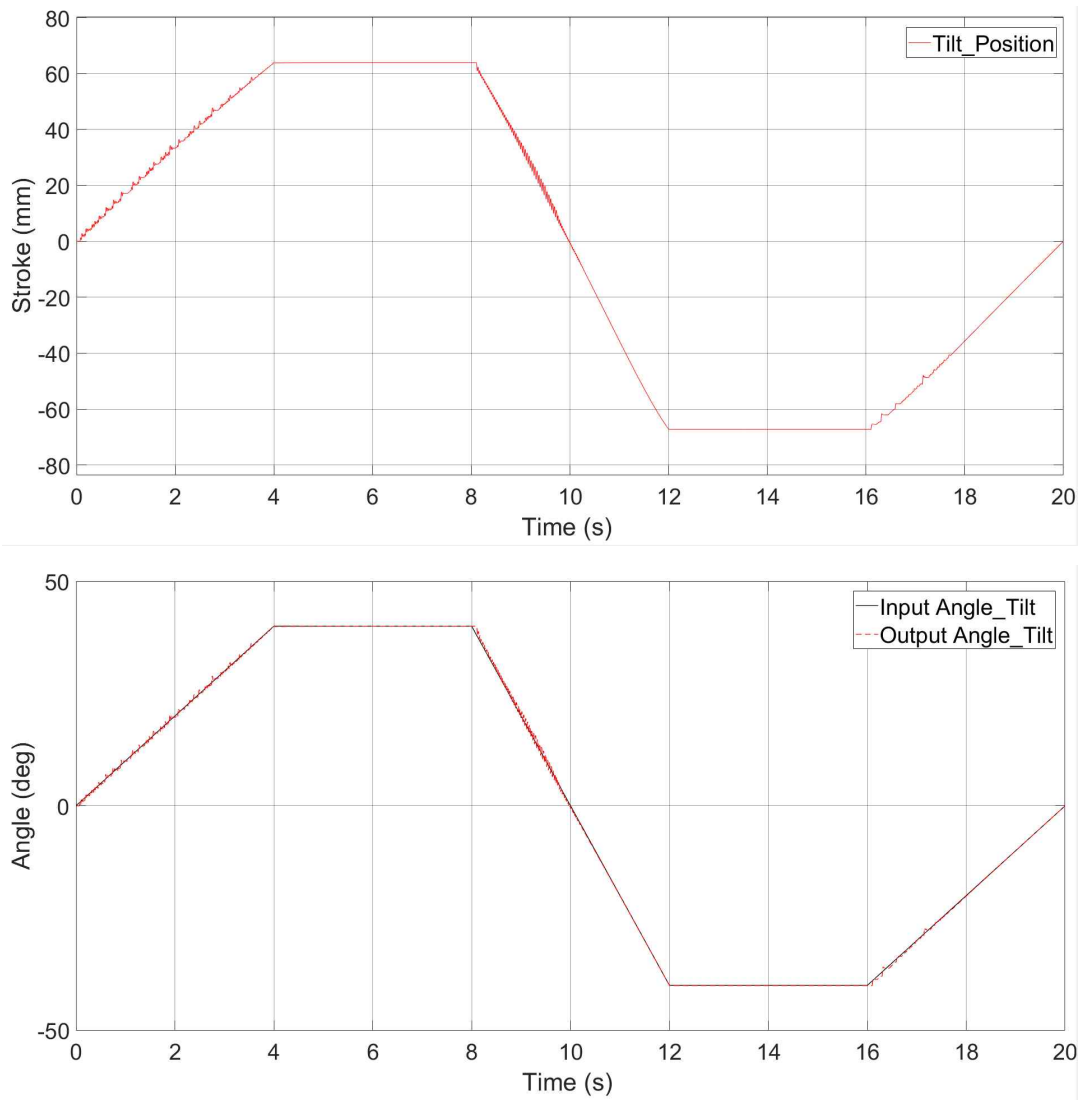 80
60
40
20
0
-20
-40
-60
-80
Stroke (mm)
Tilt_Position
0 2 4 6 8 10 12 14 16 18 20
Time (s)
50
0
-50
Angle (deg)
Input Angle_Tilt
Output Angle_Tilt
0 2 4 6 8 10 12 14 16 18 20
Time (s)